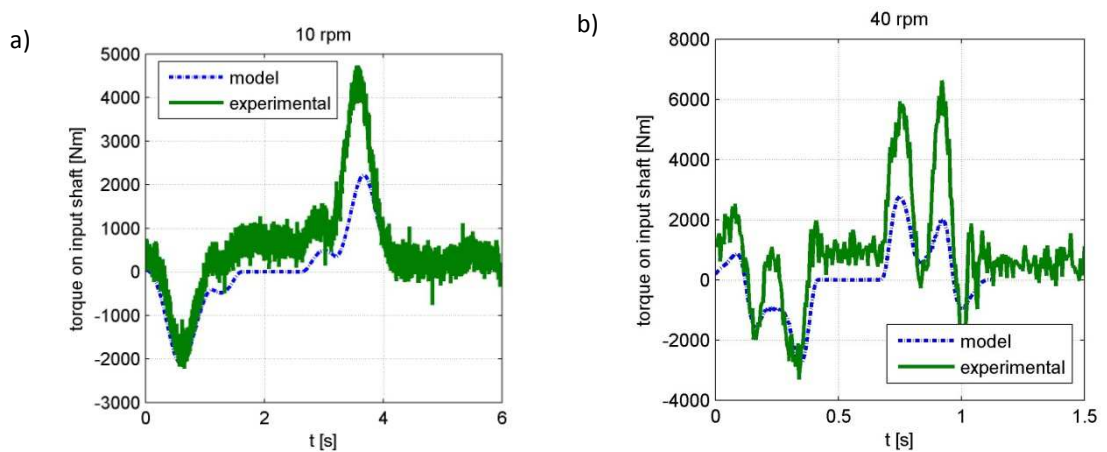 a)
10 rpm
5000
4000
3000
2000
1000
0
-1000
-2000
-3000
torque on input shaft [Nm]
model
experimental
0 2 4 6
t [s]
b)
40 rpm
8000
6000
4000
2000
0
-2000
-4000
torque on input shaft [Nm]
model
experimental
0 0.5 1 1.5
t [s]